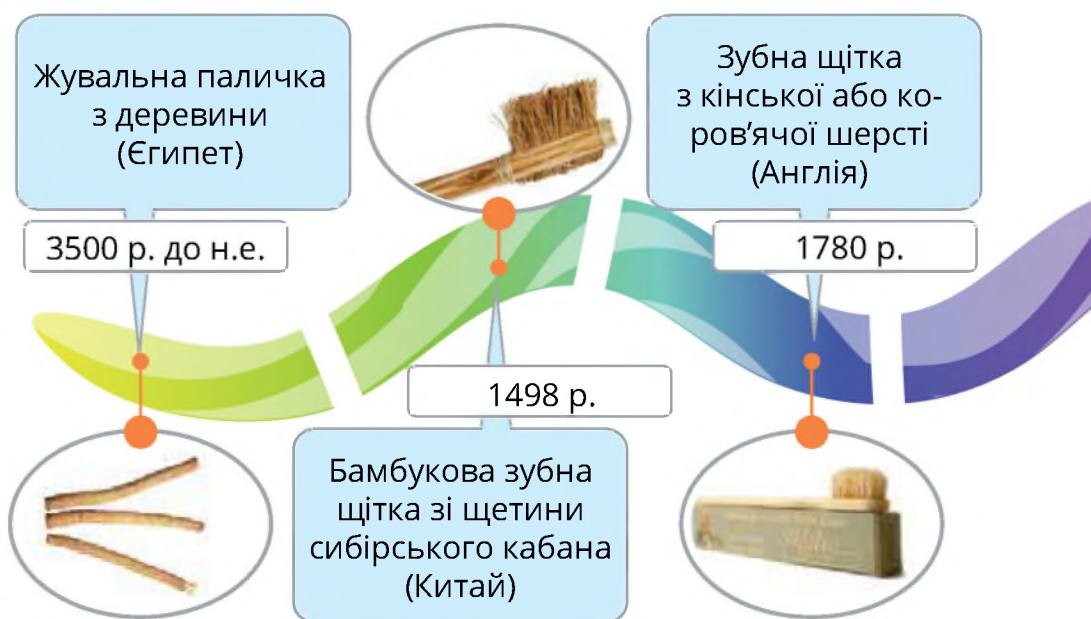 Жувальна паличка
з деревини
(Єгипет)
3500 р. до н.е.
1498 р.
Бамбукова зубна
щітка зі щетини
сибірського кабана
(Китай)
Зубна щітка
з кінської або ко-
ров’ячої шерсті
(Англія)
1780 р.